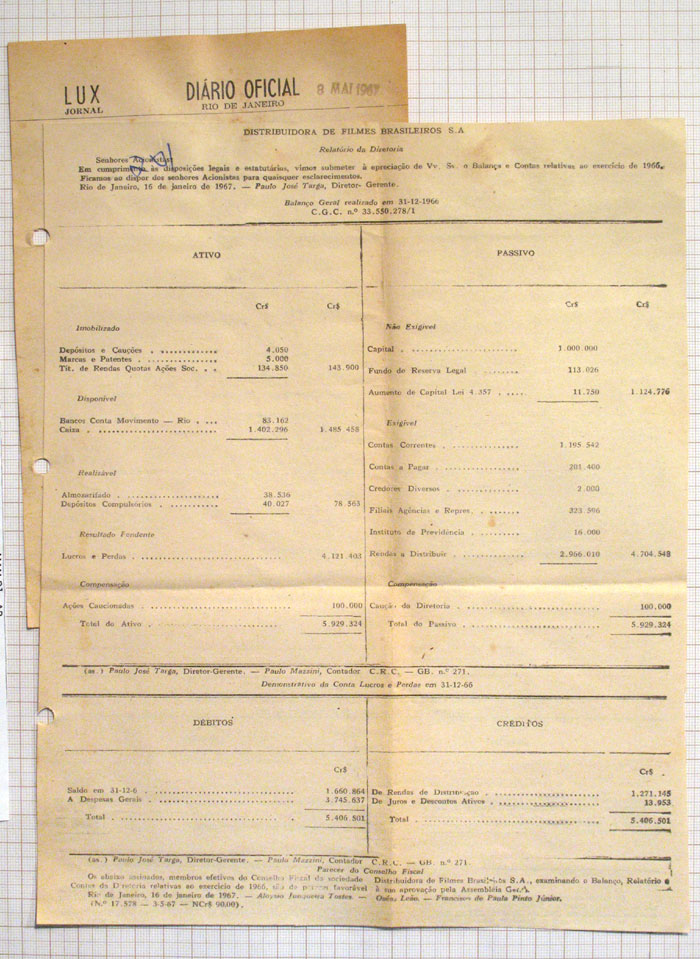 LUX
JORNAL
DIÁRIO OFICIAL
RIO DE JANEIRO
8 MAI 1967
DISTRIBUIDORA DE FILMES BRASILEIROS S.A
Relatório da Diretoria
Senhores Acionistas:
Em cumprimento às disposições legais e estatutárias, vimos submeter à apreciação de Vv. Ss. o Balanço e Contas relativas ao exercício de 1966.
Ficamos ao dispor dos senhores Acionistas para quaisquer esclarecimentos.
Rio de Janeiro, 16 de janeiro de 1967. — Paulo José Targa, Diretor-Gerente.
Balanço Geral realizado em 31-12-1966
C.G.C. n.º 33.550.278/1
ATIVO
Cr$ Cr$
Imobilizado
Depósitos e Cauções . ............. 4.050
Marcas e Patentes . ............... 5.000
Tit. de Rendas Quotas Ações Soc. . . 134.850 143.900
Disponível
Bancos Conta Movimento — Rio . ... 83.162
Caixa . ........................... 1.402.296 1.485.458
Realizável
Almoxarifado . .................... 38.536
Depósitos Compulsórios . .......... 40.027 78.563
Resultado Pendente
Lucros e Perdas . ............................. 4.121.403
Compensação
Ações Caucionadas . ........................... 100.000
Total do Ativo . ........................... 5.929.324
PASSIVO
Cr$ Cr$
Não Exigível
Capital . ....................... 1.000.000
Fundo de Reserva Legal . ........ 113.026
Aumento de Capital Lei 4.357 . .... 11.750 1.124.776
Exigível
Contas Correntes . ............... 1.195.542
Contas a Pagar . ................. 201.400
Credores Diversos . .............. 2.000
Filiais Agências e Repres. . ..... 323.596
Instituto de Previdência . ....... 16.000
Rendas a Distribuir . ............ 2.966.010 4.704.548
Compensação
Caução da Diretoria . ......................... 100.000
Total do Passivo . ......................... 5.929.324
(as.) Paulo José Targa, Diretor-Gerente. — Paulo Mazzini, Contador C.R.C. — GB. n.º 271.
Demonstrativo da Conta Lucros e Perdas em 31-12-66
DÉBITOS
Cr$
Saldo em 31-12-6 . ........................ 1.660.864
A Despesas Gerais . ....................... 3.745.637
Total . ................................ 5.406.501
CRÉDITOS
Cr$
De Rendas de Distribuição . .................. 1.271.145
De Juros e Descontos Ativos . ................ 13.953
Total . ................................ 5.406.501
(as.) Paulo José Targa, Diretor-Gerente. — Paulo Mazzini, Contador C.R.C. — GB. n.º 271
Parecer do Conselho Fiscal
Os abaixo assinados, membros efetivos do Conselho Fiscal da sociedade Distribuidora de Filmes Brasileiros S.A., examinando o Balanço, Relatório e
Contas da Diretoria relativas ao exercício de 1966, são de parecer favorável à sua aprovação pela Assembléia Geral.
Rio de Janeiro, 16 de janeiro de 1967. — Aloysio Junqueira — Leão. — Francisco de Paula Pinto Júnior.
(N.º 17.578 — 3-5-67 — NCr$ 90,00).